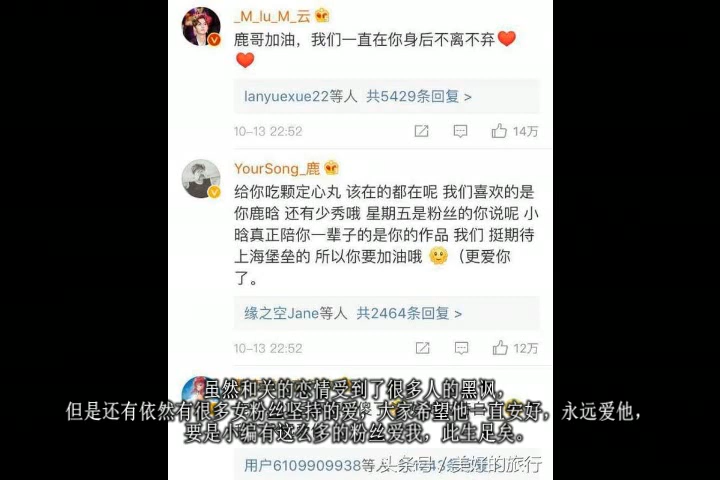 _M_lu_M_云
鹿哥加油，我们一直在你身后不离不弃❤
❤
lanyuexue22等人 共5429条回复 >
10-13 22:52
14万
YourSong_鹿
给你吃颗定心丸 该在的都在呢 我们喜欢的是
你鹿晗 还有少秀哦 星期五是粉丝的你说呢 小
晗真正陪你一辈子的是你的作品 我们 挺期待
上海堡垒的 所以你要加油哦 （更爱你
了。
缘之空Jane等人 共2464条回复 >
10-13 22:52
12万
虽然和关的恋情受到了很多人的黑讽，
但是还有依然有很多女粉丝坚持的爱 大家希望他一直安好，永远爱他，
要是小编有这么多的粉丝爱我，此生足矣。
用户6109909938等人
头条号/美好的旅行